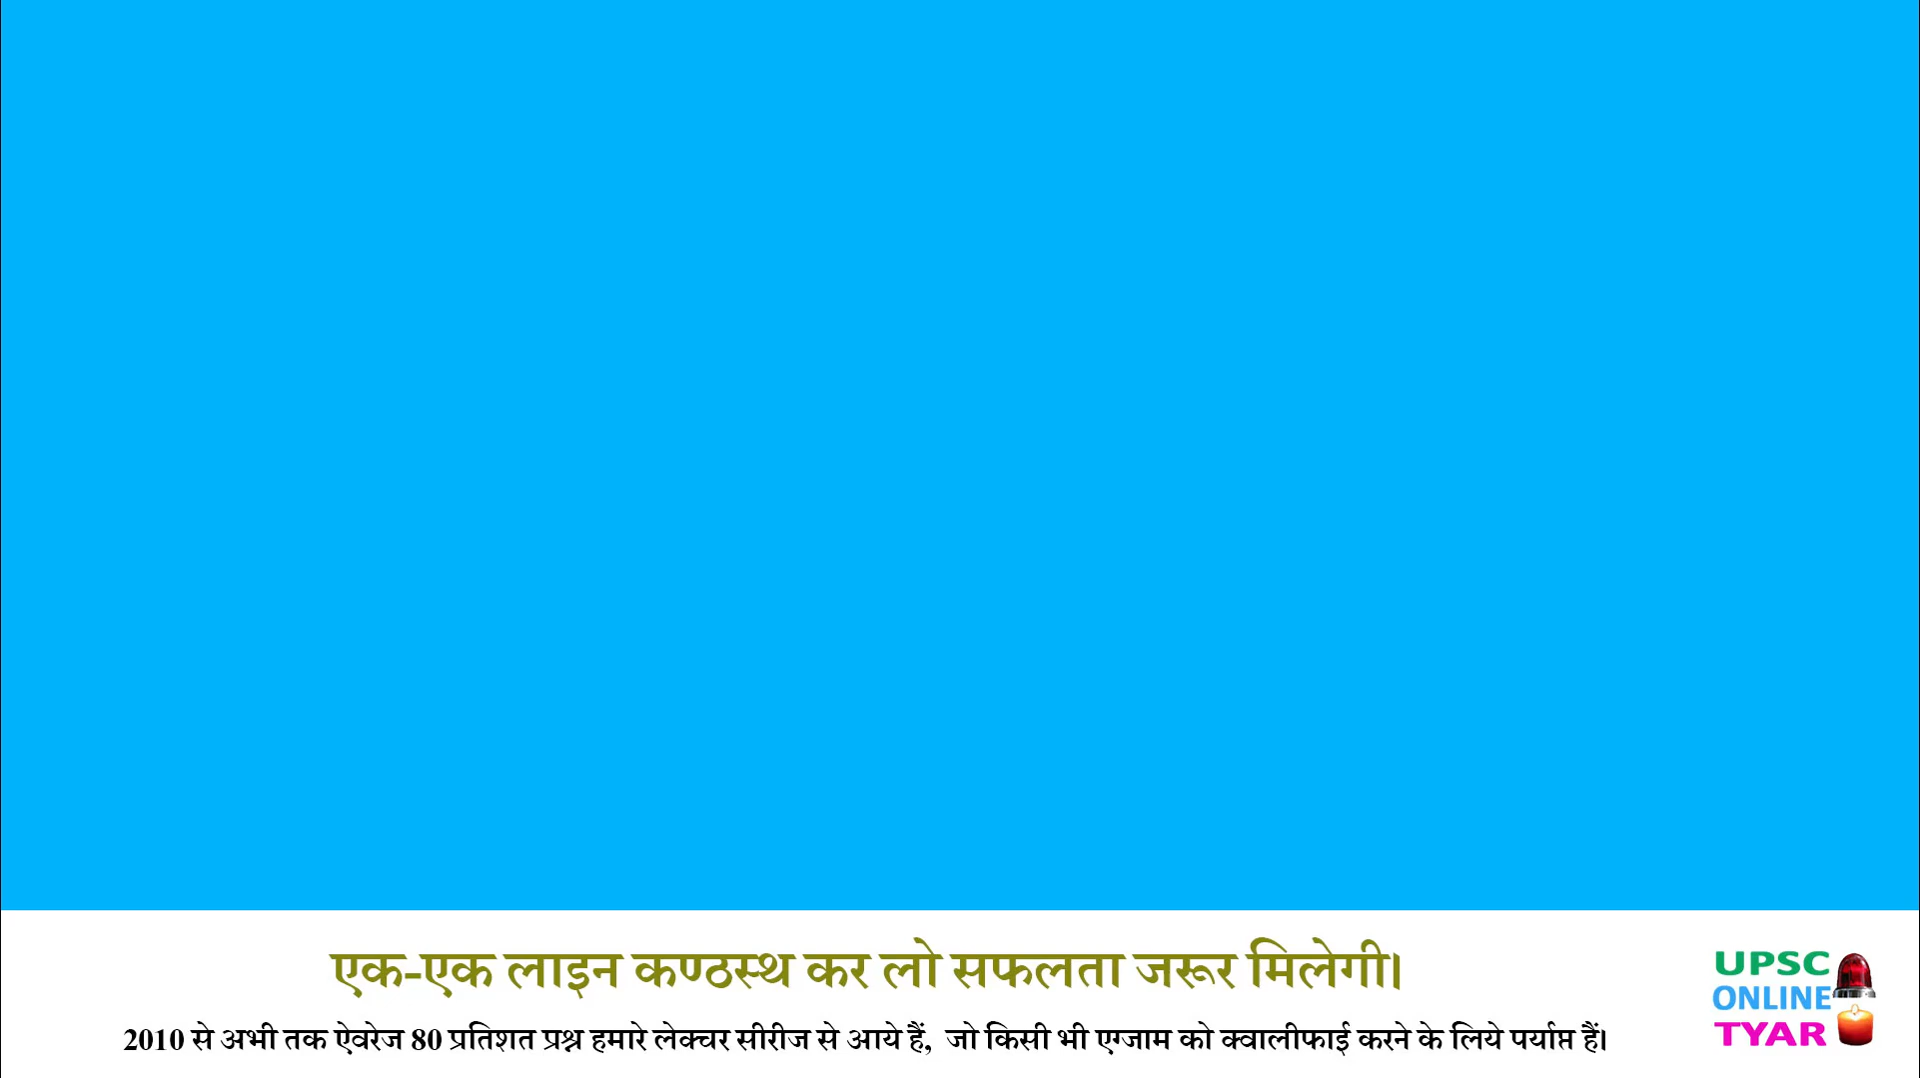 एक-एक लाइन कण्ठस्थ कर लो सफलता जरूर मिलेगी।
2010 से अभी तक ऐवरेज 80 प्रतिशत प्रश्न हमारे लेक्चर सीरीज से आये हैं, जो किसी भी एग्जाम को क्वालीफाई करने के लिये पर्याप्त हैं।
UPSC
ONLINE
TYAR